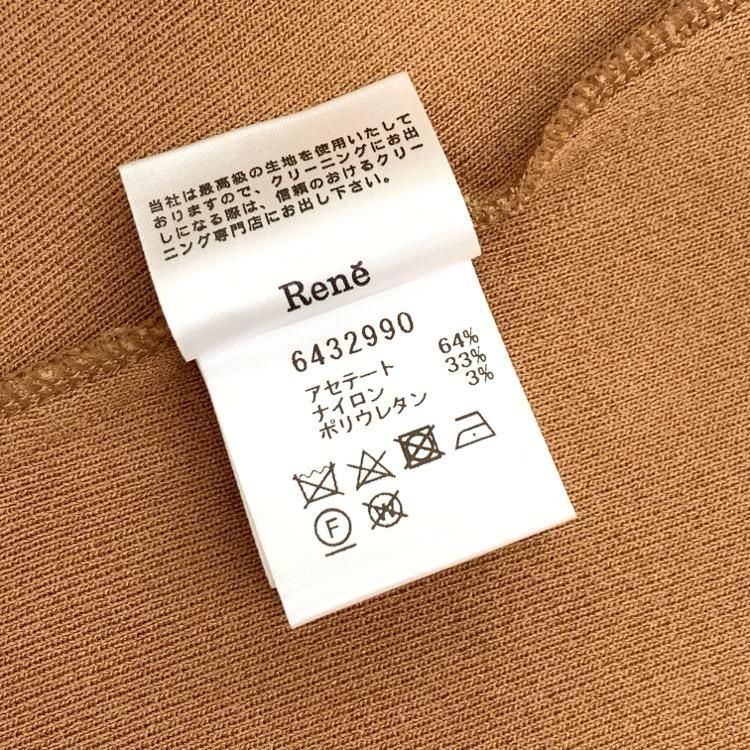 当社は最高級の生地を使用いたして
おりますので、クリーニングにお出
しになる際は、信頼のおけるクリー
ニング専門店にお出し下さい。
René
6432990
アセテート 64%
ナイロン 33%
ポリウレタン 3%
F
W